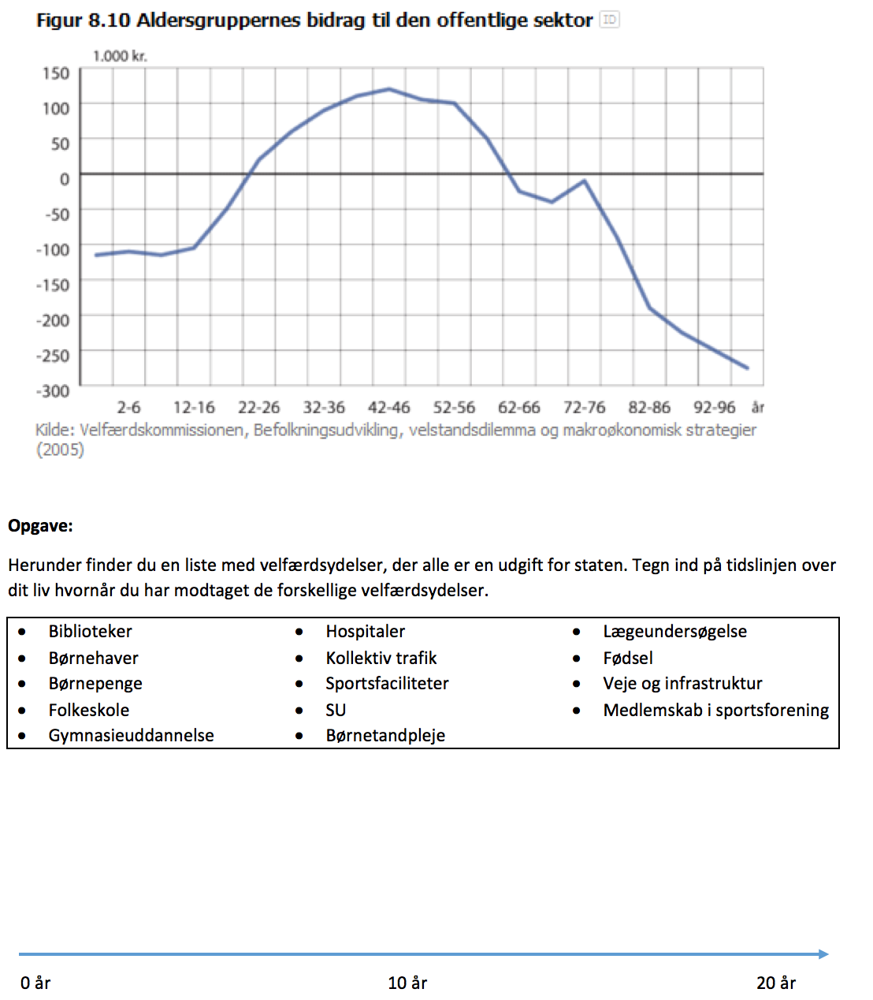 Figur 8.10 Aldersgruppernes bidrag til den offentlige sektor ID
1.000 kr.
150
100
50
0
-50
-100
-150
-200
-250
-300
2-6 12-16 22-26 32-36 42-46 52-56 62-66 72-76 82-86 92-96 år
Kilde: Velfærdskommissionen, Befolkningsudvikling, velstandsdilemma og makroøkonomisk strategier
(2005)
Opgave:
Herunder finder du en liste med velfærdsydelser, der alle er en udgift for staten. Tegn ind på tidslinjen over
dit liv hvornår du har modtaget de forskellige velfærdsydelser.
• Biblioteker
• Børnehaver
• Børnepenge
• Folkeskole
• Gymnasieuddannelse
• Hospitaler
• Kollektiv trafik
• Sportsfaciliteter
• SU
• Børnetandpleje
• Lægeundersøgelse
• Fødsel
• Veje og infrastruktur
• Medlemskab i sportsforening
0 år 10 år 20 år